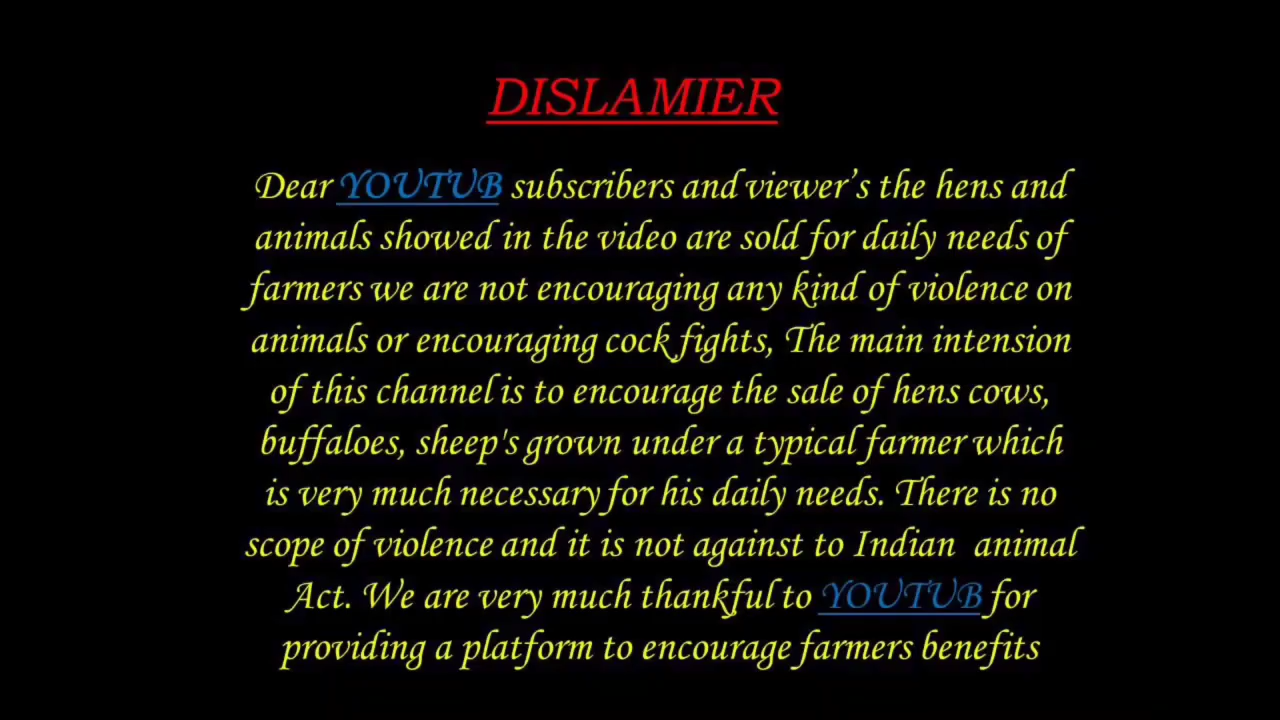 DISLAMIER
Dear YOUTUB subscribers and viewer’s the hens and
animals showed in the video are sold for daily needs of
farmers we are not encouraging any kind of violence on
animals or encouraging cock fights, The main intension
of this channel is to encourage the sale of hens cows,
buffaloes, sheep's grown under a typical farmer which
is very much necessary for his daily needs. There is no
scope of violence and it is not against to Indian  animal
Act. We are very much thankful to YOUTUB for
providing a platform to encourage farmers benefits